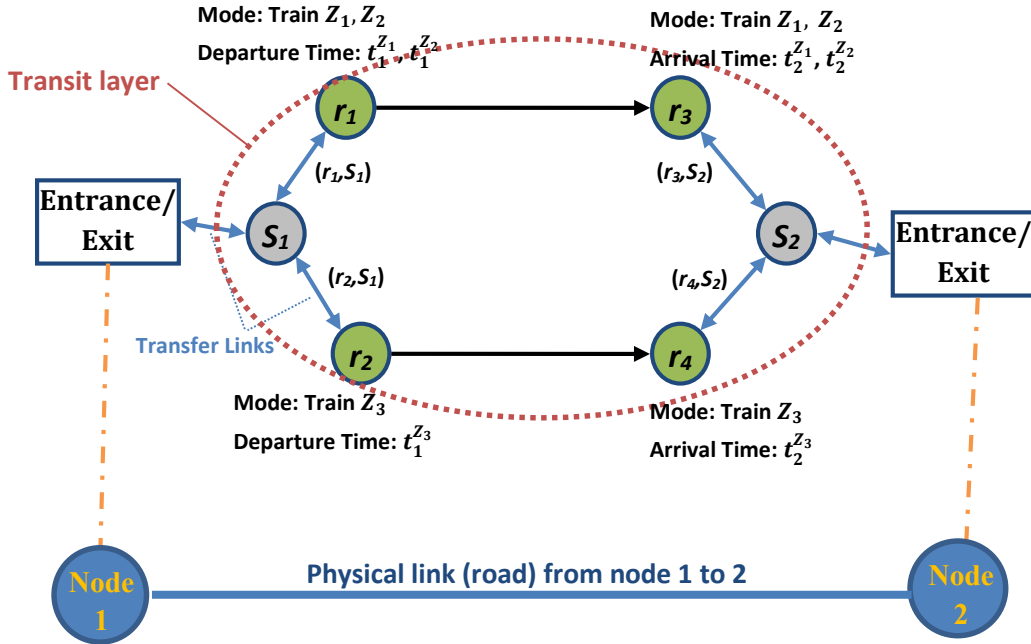 Mode: Train Z₁, Z₂
Departure Time: t₁^{Z₁}, t₁^{Z₂}
Mode: Train Z₁, Z₂
Arrival Time: t₂^{Z₁}, t₂^{Z₂}
Transit layer
r₁
r₃
(r₁,S₁)
(r₃,S₂)
Entrance/
Exit
S₁
S₂
Entrance/
Exit
(r₂,S₁)
(r₄,S₂)
Transfer Links
r₂
r₄
Mode: Train Z₃
Departure Time: t₁^{Z₃}
Mode: Train Z₃
Arrival Time: t₂^{Z₃}
Node
1
Physical link (road) from node 1 to 2
Node
2